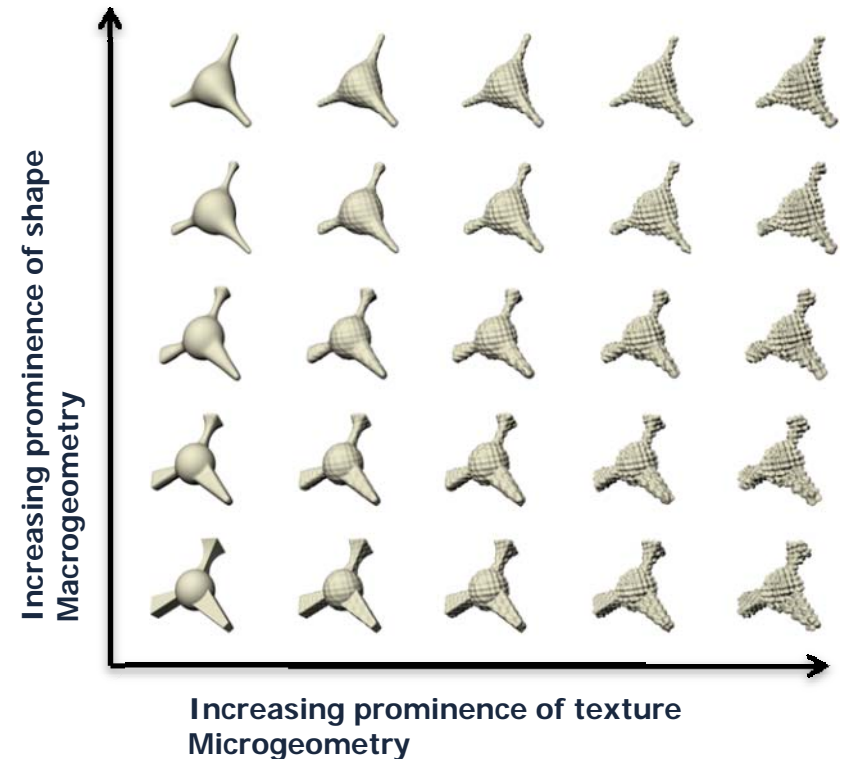 Increasing prominence of shape
Macrogeometry
Increasing prominence of texture
Microgeometry